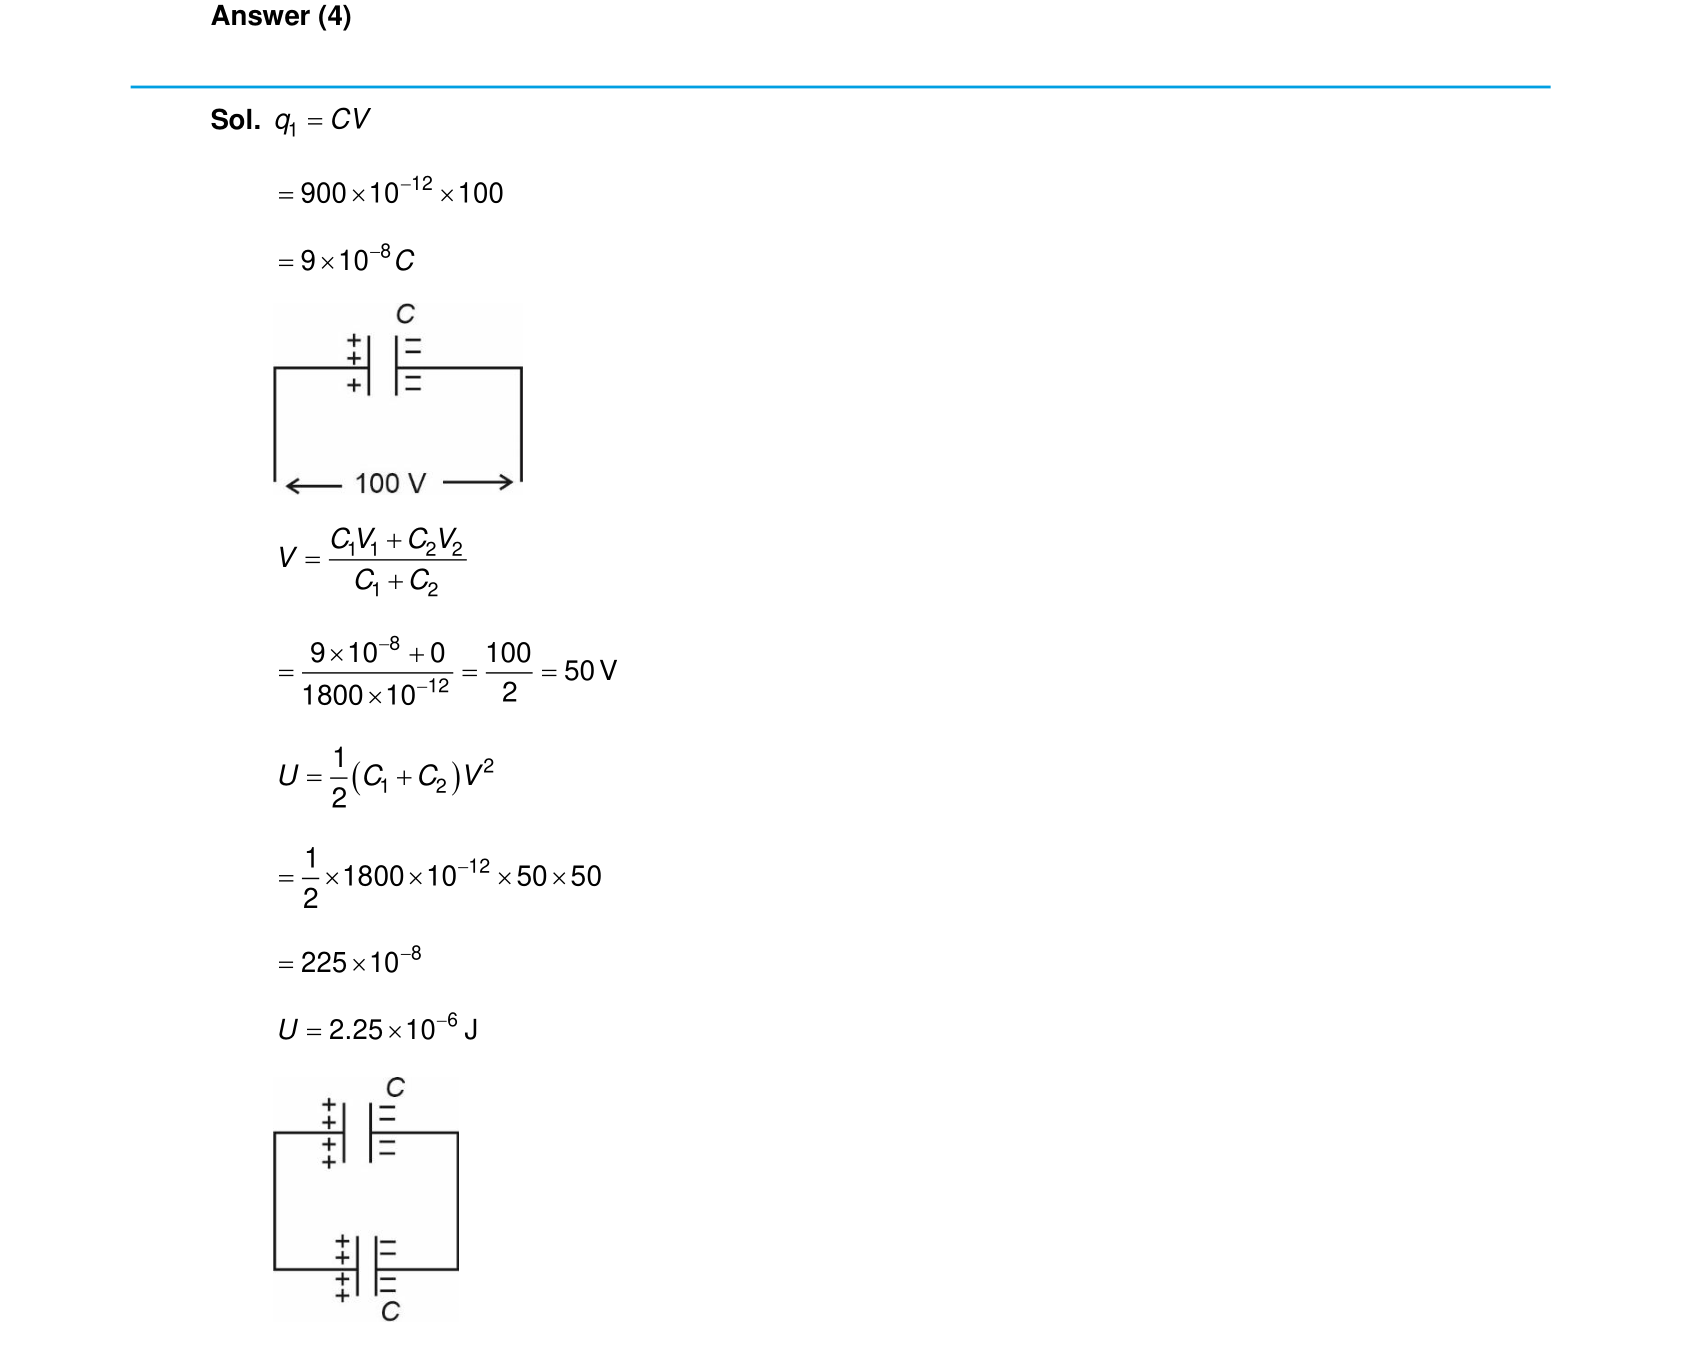 Answer (4)
Sol. q₁ = CV
= 900 × 10⁻¹² × 100
= 9 × 10⁻⁸ C
C
+ + + − − − −
100 V
V = (C₁V₁ + C₂V₂) / (C₁ + C₂)
= (9 × 10⁻⁸ + 0) / (1800 × 10⁻¹²) = 100 / 2 = 50 V
U = 1/2 (C₁ + C₂) V²
= 1/2 × 1800 × 10⁻¹² × 50 × 50
= 225 × 10⁻⁸
U = 2.25 × 10⁻⁶ J
C
+ + + + − − − −
+ + + + − − − −
C